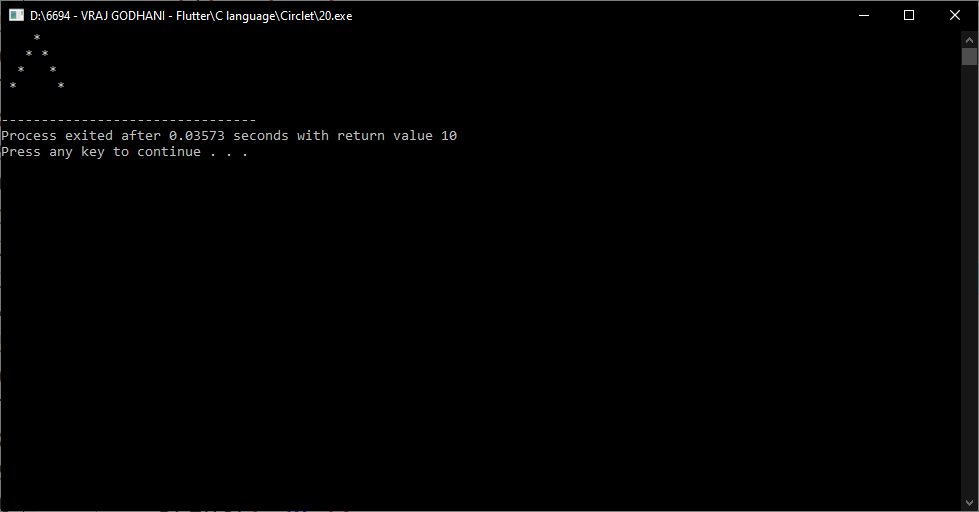 D:\6694 - VRAJ GODHANI - Flutter\C language\Circlet\20.exe
    *
   * *
  *   *
 *     *
--------------------------------
Process exited after 0.03573 seconds with return value 10
Press any key to continue . . .